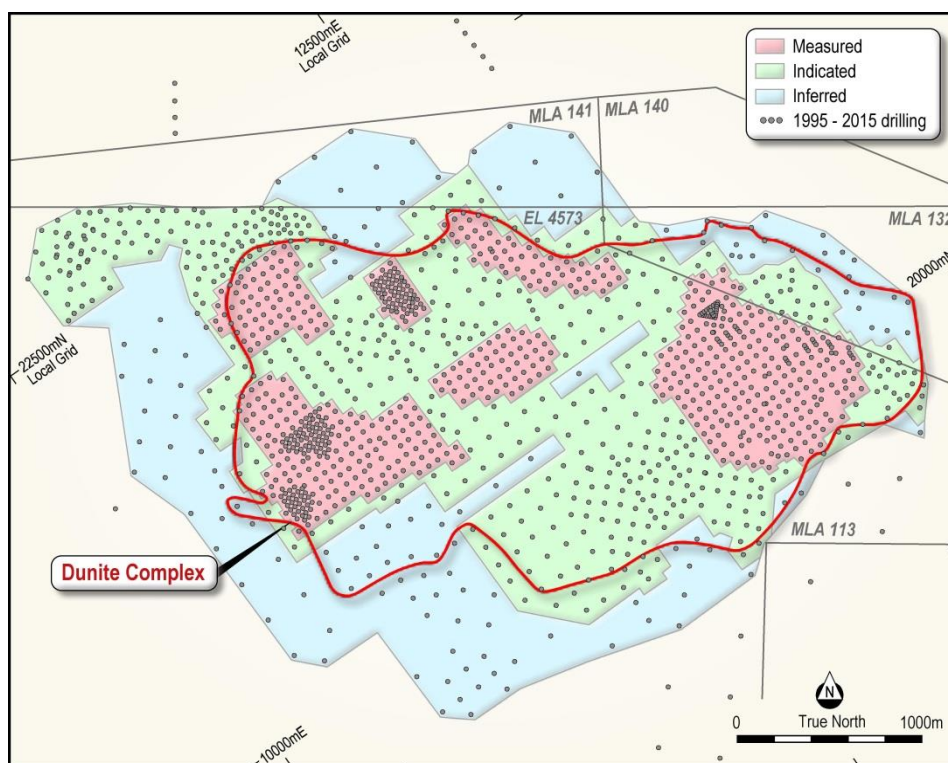 12500mE
Local Grid
Measured
Indicated
Inferred
1995 - 2015 drilling
MLA 141
MLA 140
EL 4573
MLA 132
20000m
22500mN
Local Grid
MLA 113
Dunite Complex
N
0
True North
1000m
10000mE